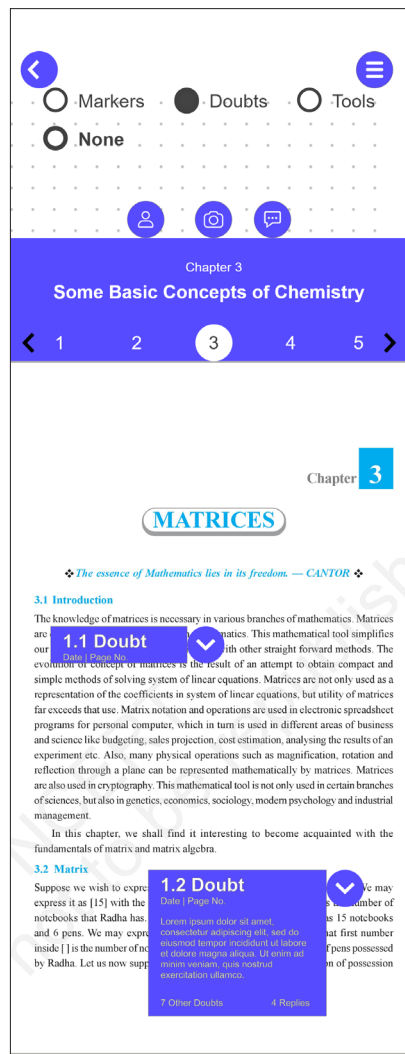 Markers Doubts Tools
None
Chapter 3
Some Basic Concepts of Chemistry
1 2 3 4 5
Chapter 3
MATRICES
❖ The essence of Mathematics lies in its freedom. — CANTOR ❖
3.1 Introduction
The knowledge of matrices is necessary in various branches of mathematics. Matrices
are matics. This mathematical tool simplifies
1.1 Doubt
Date | Page No.
our with other straight forward methods. The
evolution of concept of matrices is the result of an attempt to obtain compact and
simple methods of solving system of linear equations. Matrices are not only used as a
representation of the coefficients in system of linear equations, but utility of matrices
far exceeds that use. Matrix notation and operations are used in electronic spreadsheet
programs for personal computer, which in turn is used in different areas of business
and science like budgeting, sales projection, cost estimation, analysing the results of an
experiment etc. Also, many physical operations such as magnification, rotation and
reflection through a plane can be represented mathematically by matrices. Matrices
are also used in cryptography. This mathematical tool is not only used in certain branches
of sciences, but also in genetics, economics, sociology, modern psychology and industrial
management.
In this chapter, we shall find it interesting to become acquainted with the
fundamentals of matrix and matrix algebra.
3.2 Matrix
Suppose we wish to expre We may
express it as [15] with the number of
notebooks that Radha has. as 15 notebooks
and 6 pens. We may expre that first number
inside [ ] is the number of no f pens possessed
by Radha. Let us now supp on of possession
1.2 Doubt
Date | Page No.
Lorem ipsum dolor sit amet,
consectetur adipiscing elit, sed do
eiusmod tempor incididunt ut labore
et dolore magna aliqua. Ut enim ad
minim veniam, quis nostrud
exercitation ullamco.
7 Other Doubts 4 Replies